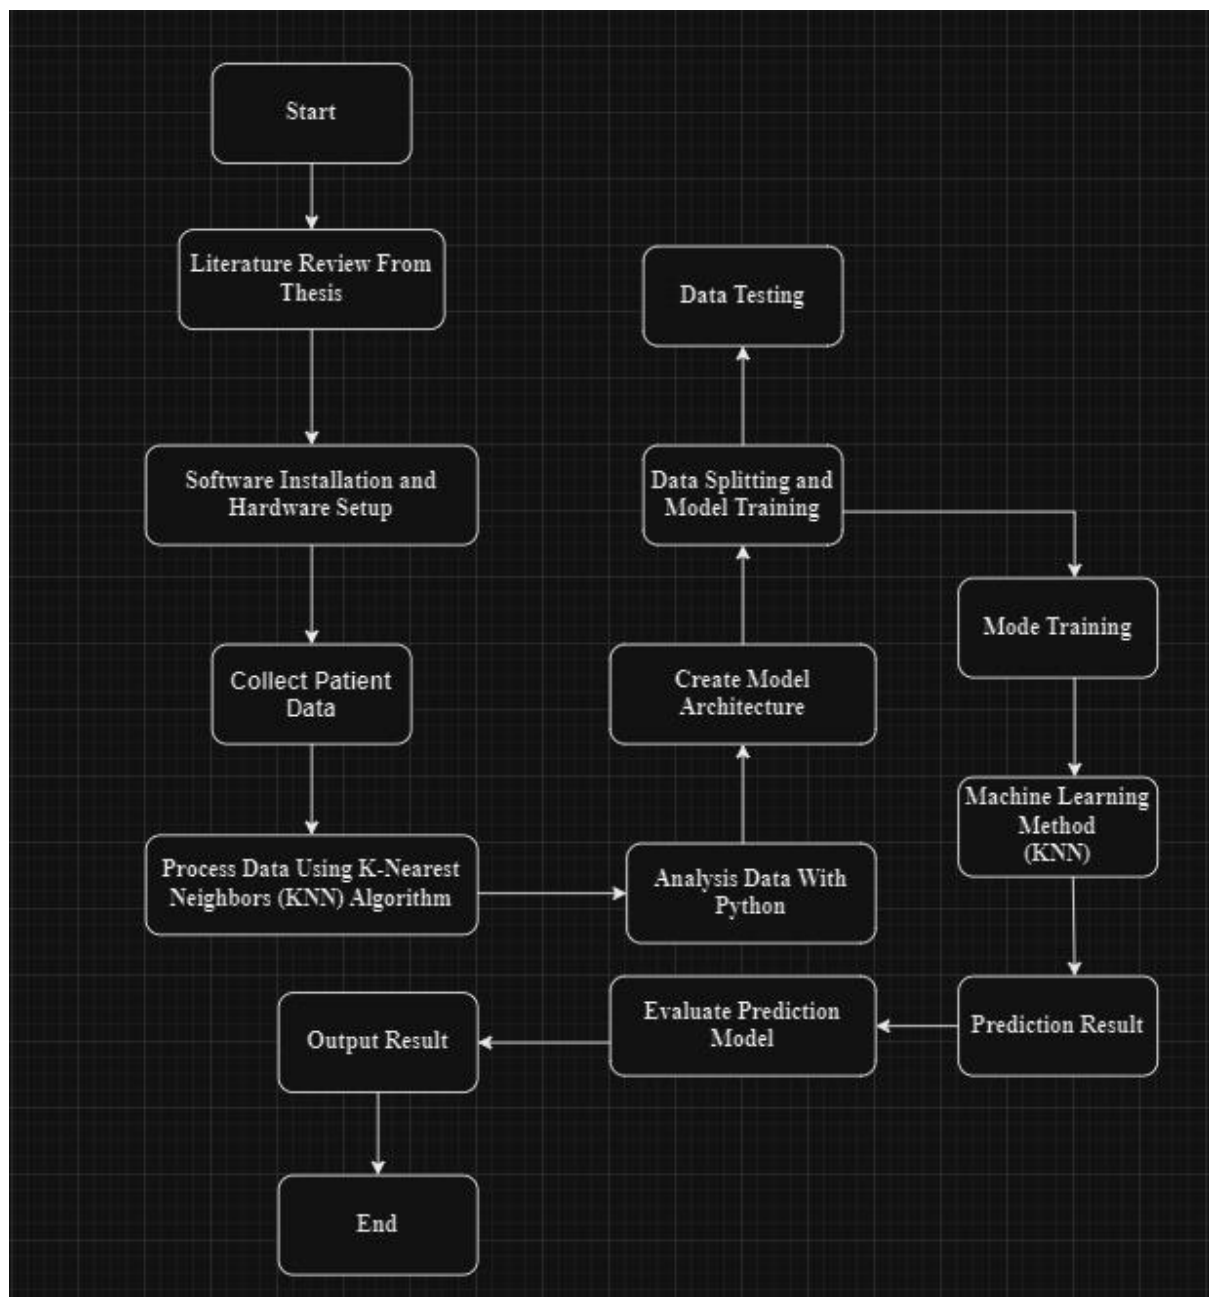 Start
Literature Review From
Thesis
Software Installation and
Hardware Setup
Collect Patient
Data
Process Data Using K-Nearest
Neighbors (KNN) Algorithm
Analysis Data With
Python
Create Model
Architecture
Data Splitting and
Model Training
Data Testing
Mode Training
Machine Learning
Method
(KNN)
Prediction Result
Evaluate Prediction
Model
Output Result
End